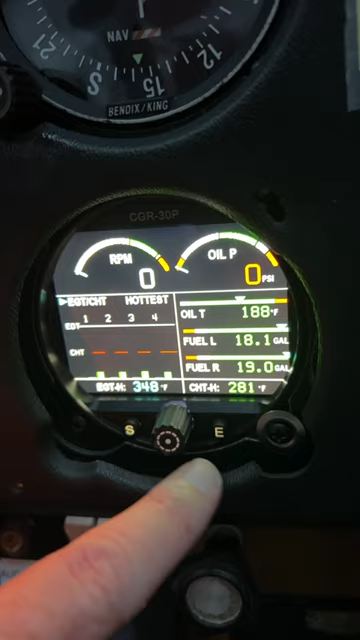 NAV
21 S 15 12
BENDIX/KING
CGR-30P
RPM 0
OIL P 0 PSI
EGT/CHT HOTTEST
1 2 3 4
EGT
CHT
EGT-H: 348 °F
OIL T 188 °F
FUEL L 18.1 GAL
FUEL R 19.0 GAL
CHT-H: 281 °F
S E